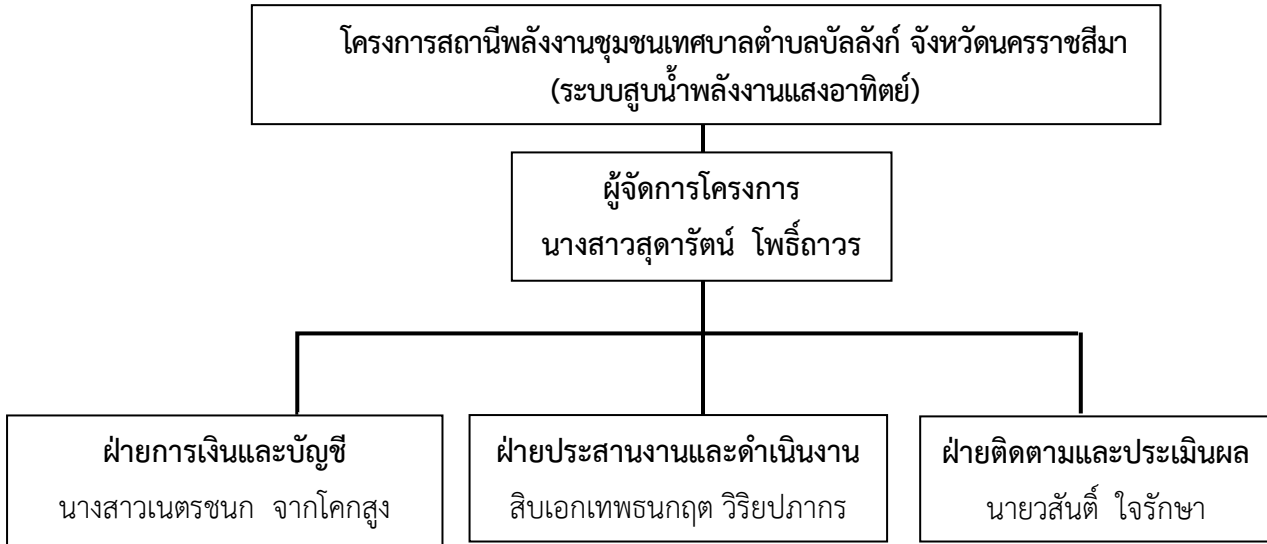 โครงการสถานีพลังงานชุมชนเทศบาลตำบลบัลลังก์ จังหวัดนครราชสีมา
(ระบบสูบน้ำพลังงานแสงอาทิตย์)
ผู้จัดการโครงการ
นางสาวสุดารัตน์ โพธิ์ถาวร
ฝ่ายการเงินและบัญชี
นางสาวเนตรชนก จากโคกสูง
ฝ่ายประสานงานและดำเนินงาน
สิบเอกเทพธนกฤต วิริยปภากร
ฝ่ายติดตามและประเมินผล
นายวสันติ์ ใจรักษา